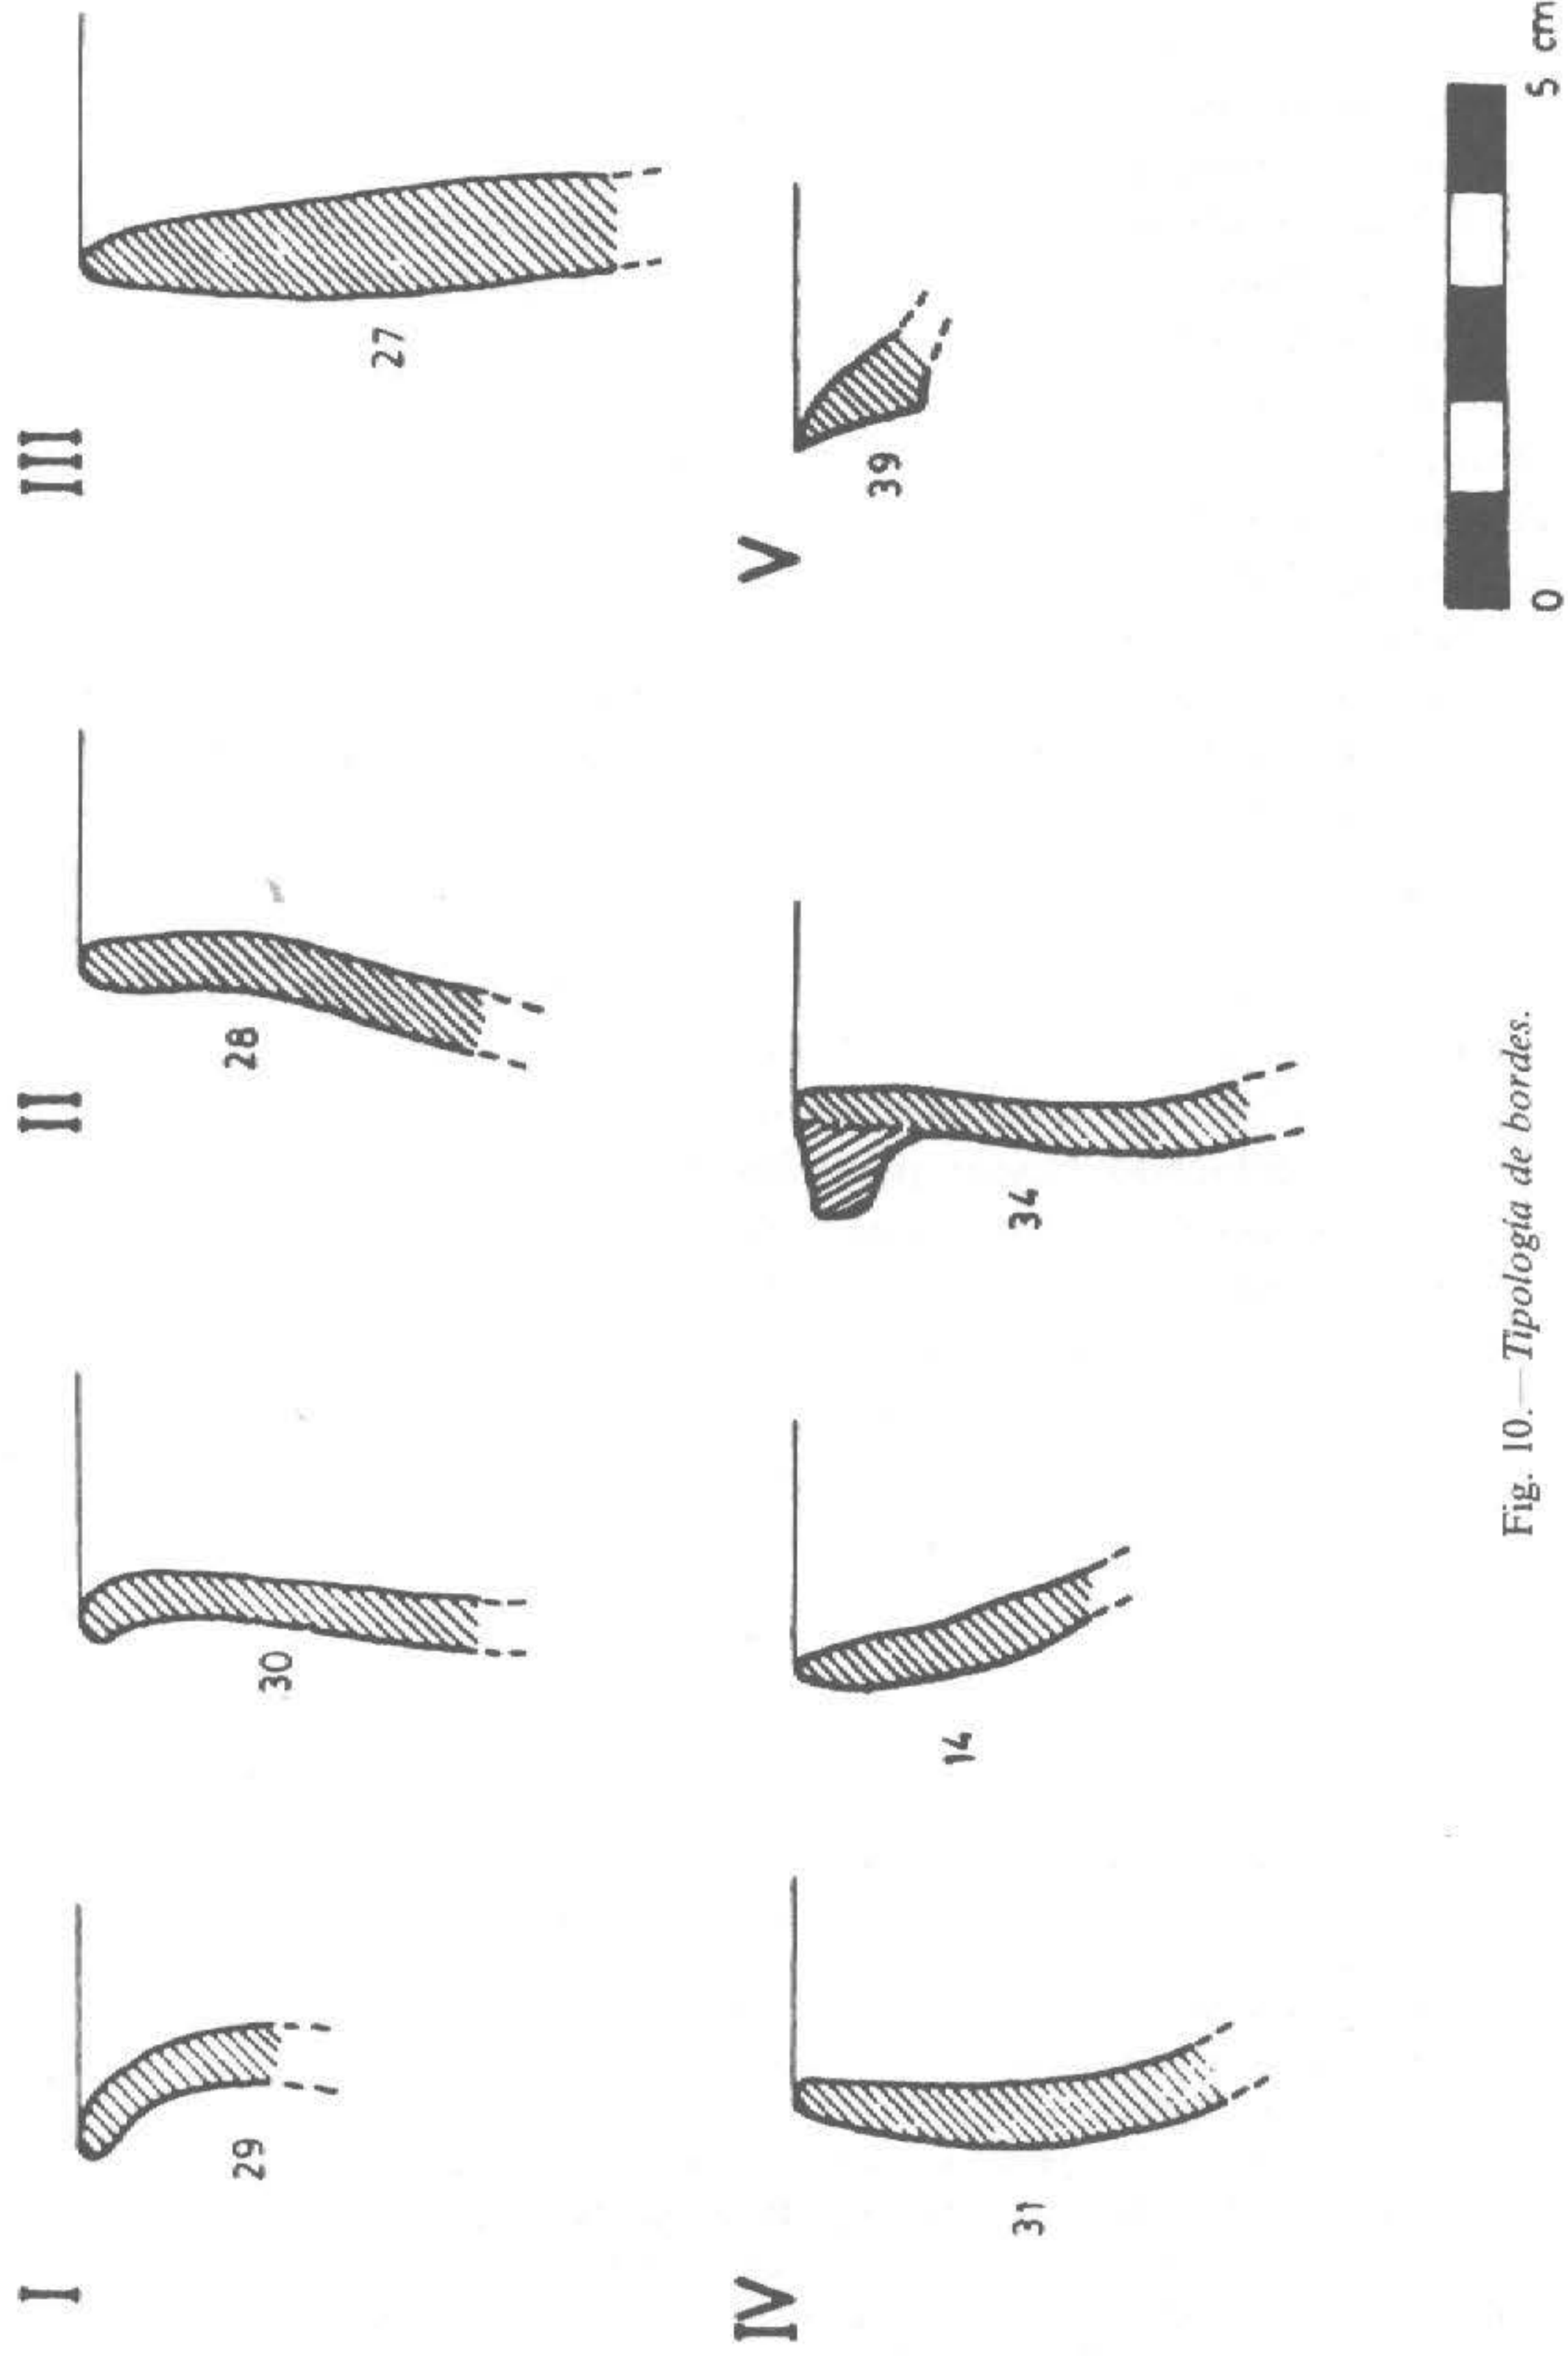 I
II
III
29
30
28
27
IV
V
31
14
34
39
0 5 cm
Fig. 10.—Tipología de bordes.